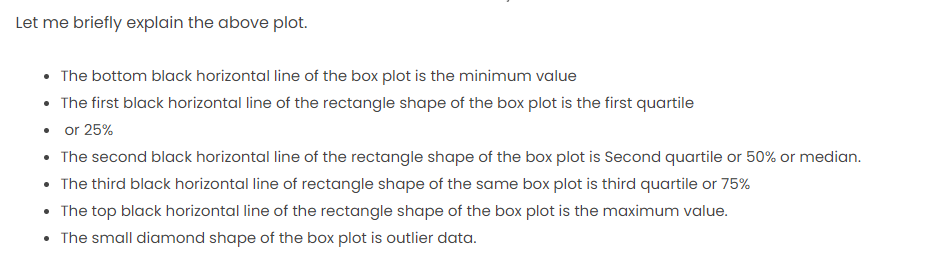 Let me briefly explain the above plot.
• The bottom black horizontal line of the box plot is the minimum value
• The first black horizontal line of the rectangle shape of the box plot is the first quartile
• or 25%
• The second black horizontal line of the rectangle shape of the box plot is Second quartile or 50% or median.
• The third black horizontal line of rectangle shape of the same box plot is third quartile or 75%
• The top black horizontal line of the rectangle shape of the box plot is the maximum value.
• The small diamond shape of the box plot is outlier data.